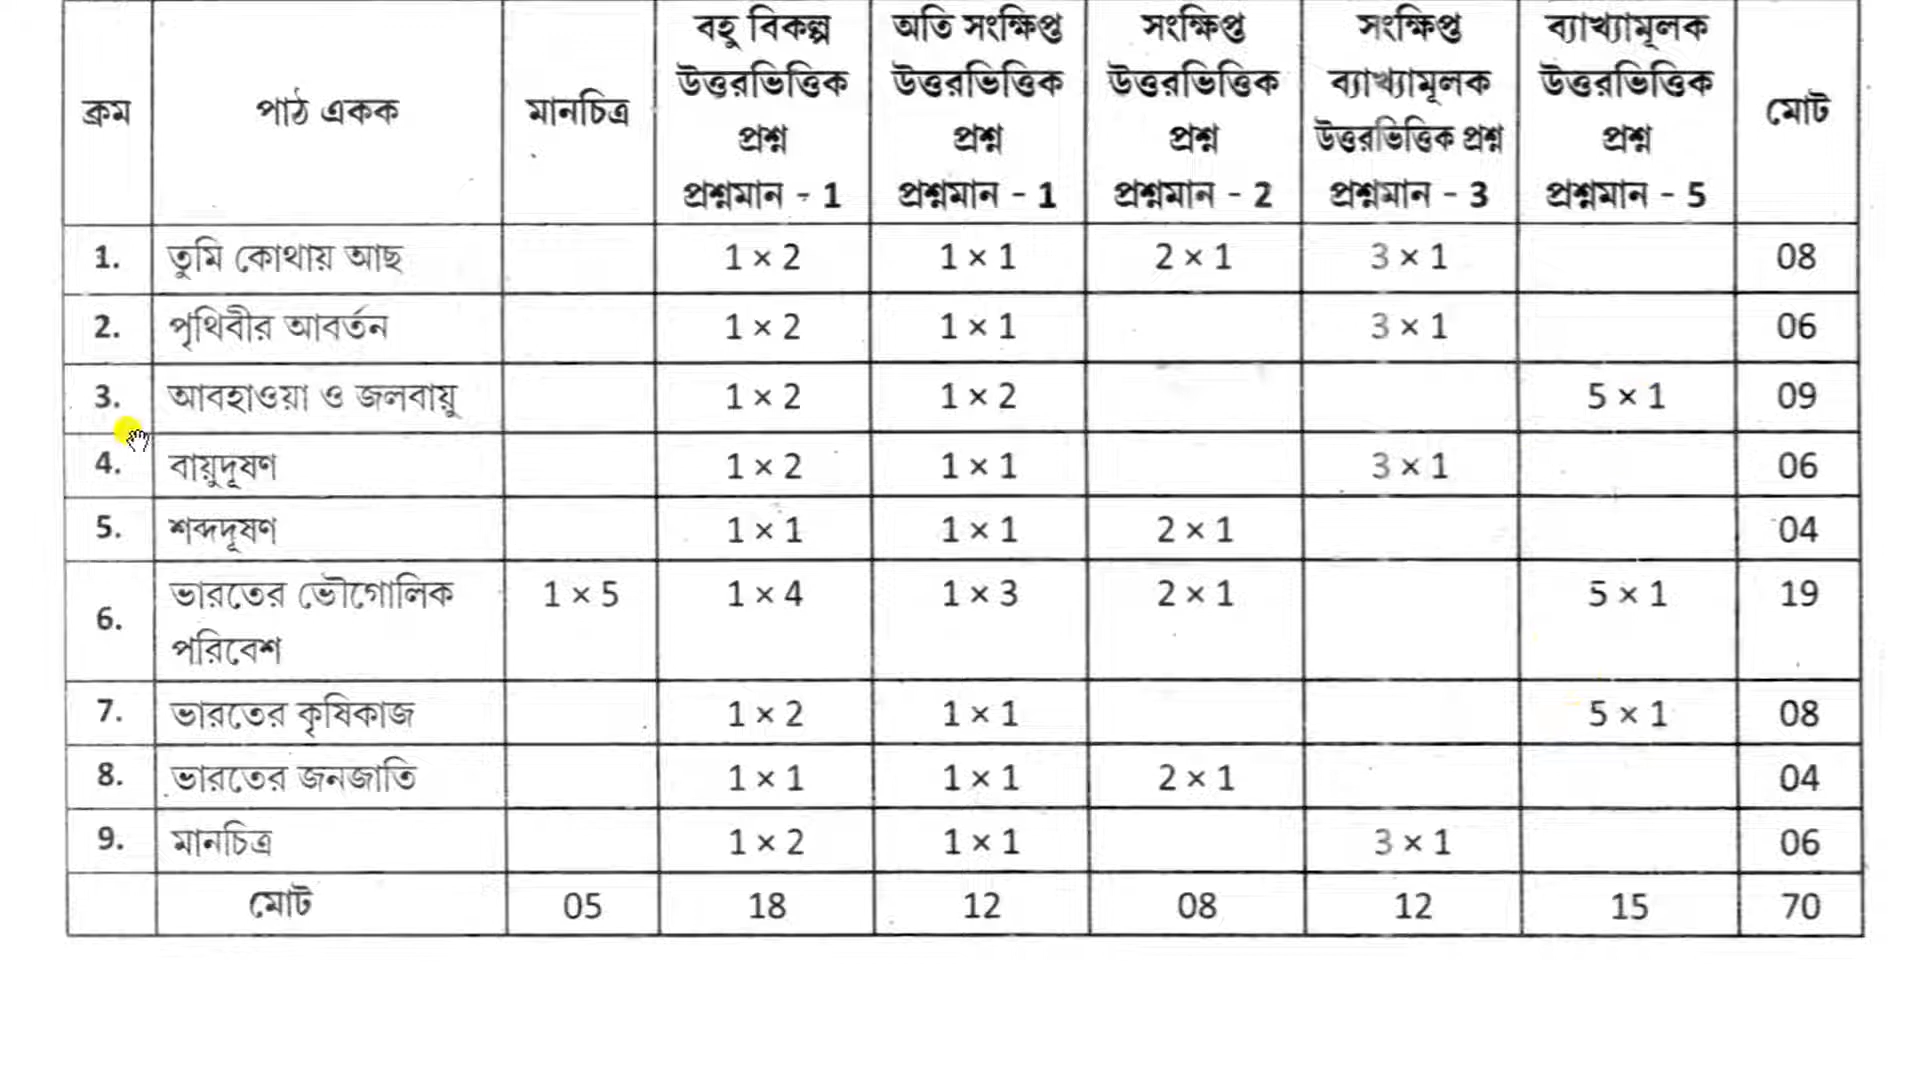 ক্রম পাঠ একক মানচিত্র বহু বিকল্প উত্তরভিত্তিক প্রশ্ন প্রশ্নমান - 1 অতি সংক্ষিপ্ত উত্তরভিত্তিক প্রশ্ন প্রশ্নমান - 1 সংক্ষিপ্ত উত্তরভিত্তিক প্রশ্ন প্রশ্নমান - 2 সংক্ষিপ্ত ব্যাখ্যামূলক উত্তরভিত্তিক প্রশ্ন প্রশ্নমান - 3 ব্যাখ্যামূলক উত্তরভিত্তিক প্রশ্ন প্রশ্নমান - 5 মোট
1. তুমি কোথায় আছ 1 × 2 1 × 1 2 × 1 3 × 1 08
2. পৃথিবীর আবর্তন 1 × 2 1 × 1 3 × 1 06
3. আবহাওয়া ও জলবায়ু 1 × 2 1 × 2 5 × 1 09
4. বায়ুদূষণ 1 × 2 1 × 1 3 × 1 06
5. শব্দদূষণ 1 × 1 1 × 1 2 × 1 04
6. ভারতের ভৌগোলিক পরিবেশ 1 × 5 1 × 4 1 × 3 2 × 1 5 × 1 19
7. ভারতের কৃষিকাজ 1 × 2 1 × 1 5 × 1 08
8. ভারতের জনজাতি 1 × 1 1 × 1 2 × 1 04
9. মানচিত্র 1 × 2 1 × 1 3 × 1 06
মোট 05 18 12 08 12 15 70